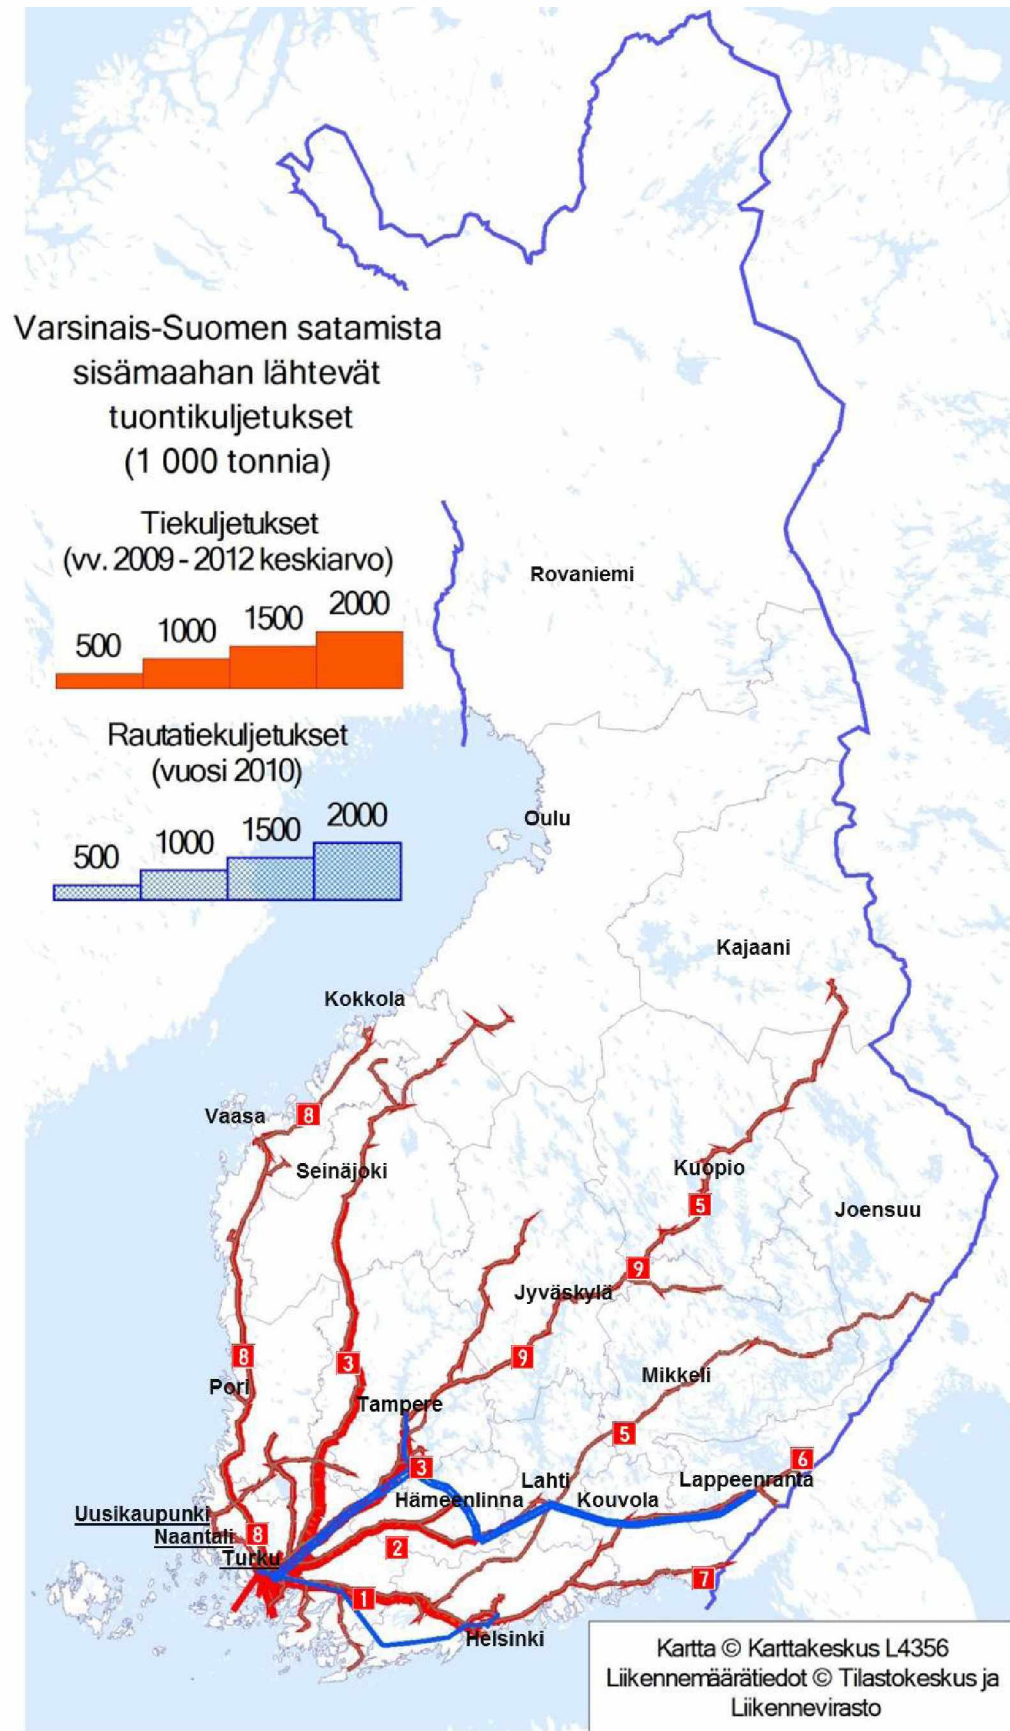 Varsinais-Suomen satamista
sisämaahan lähtevät
tuontikuljetukset
(1 000 tonnia)
Tiekuljetukset
(vv. 2009 - 2012 keskiarvo)
500 1000 1500 2000
Rautatiekuljetukset
(vuosi 2010)
500 1000 1500 2000
Rovaniemi
Oulu
Kajaani
Kokkola
Vaasa
8
Seinäjoki
Kuopio
5
Joensuu
9
Jyväskylä
8
3
9
Pori
Mikkeli
Tampere
5
3
6
Lahti
Lappeenranta
Hämeenlinna
Kouvola
Uusikaupunki
Naantali
8
2
Turku
7
1
Helsinki
Kartta © Karttakeskus L4356
Liikennemäärätiedot © Tilastokeskus ja
Liikennevirasto